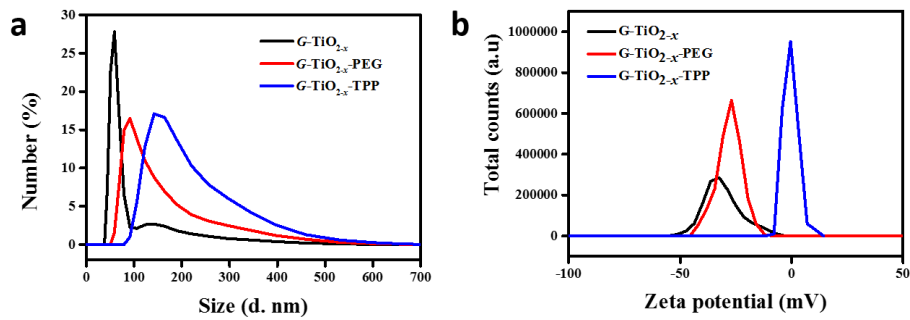 a
30
25
20
15
10
5
0
Number (%)
G-TiO2-x
G-TiO2-x-PEG
G-TiO2-x-TPP
0 100 200 300 400 500 600 700
Size (d. nm)
b
1000000
800000
600000
400000
200000
0
Total counts (a.u)
G-TiO2-x
G-TiO2-x-PEG
G-TiO2-x-TPP
-100 -50 0 50
Zeta potential (mV)